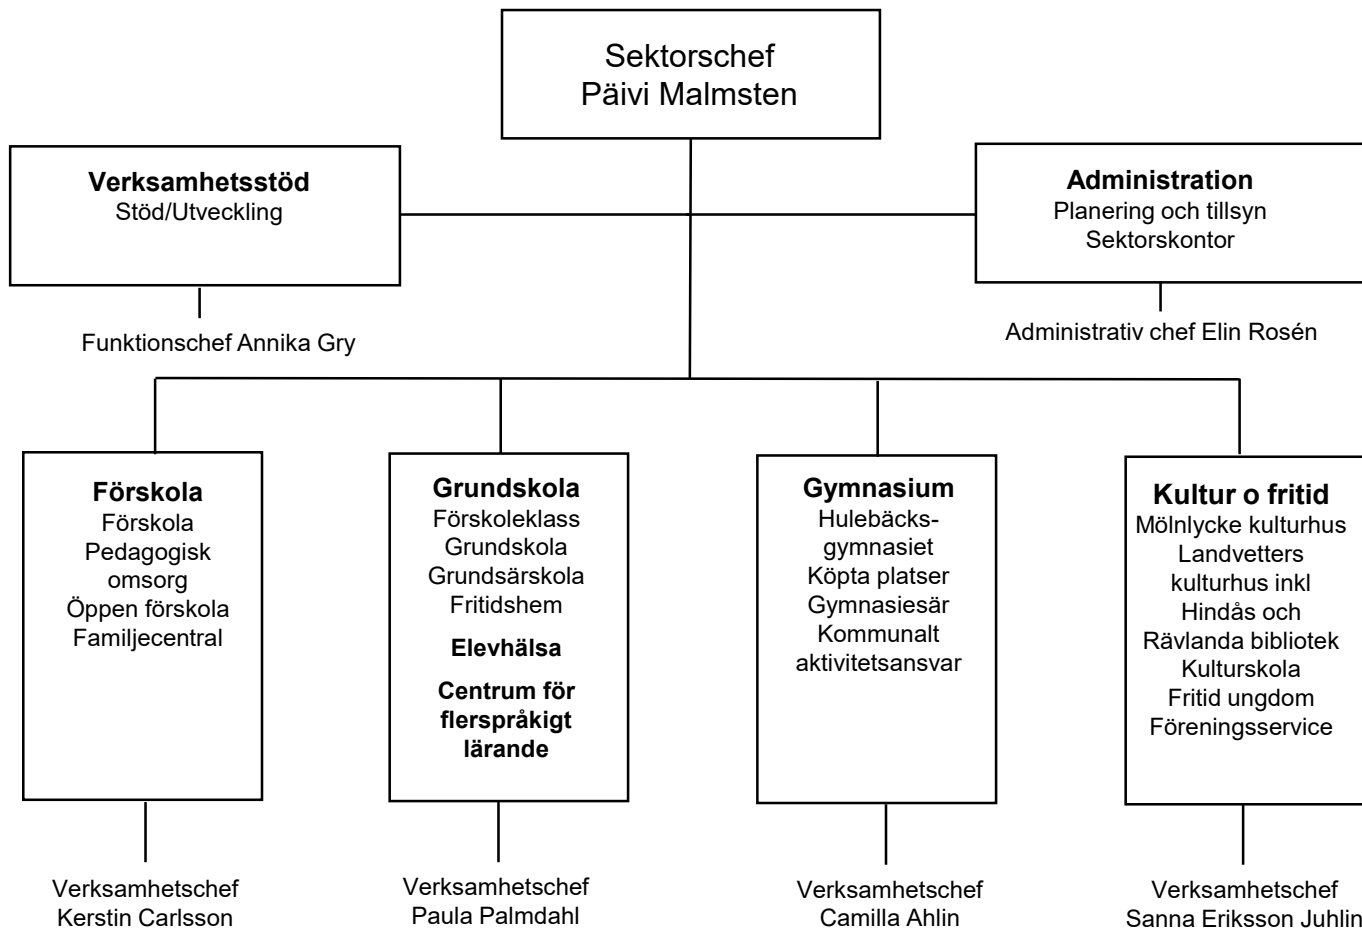 Sektorschef
Päivi Malmsten
Verksamhetsstöd
Stöd/Utveckling
Administration
Planering och tillsyn
Sektorskontor
Funktionschef Annika Gry
Administrativ chef Elin Rosén
Förskola
Förskola
Pedagogisk
omsorg
Öppen förskola
Familjecentral
Grundskola
Förskoleklass
Grundskola
Grundsärskola
Fritidshem
Elevhälsa
Centrum för
flerspråkigt
lärande
Gymnasium
Hulebäcks-
gymnasiet
Köpta platser
Gymnasiesär
Kommunalt
aktivitetsansvar
Kultur o fritid
Mölnlycke kulturhus
Landvetters
kulturhus inkl
Hindås och
Rävlanda bibliotek
Kulturskola
Fritid ungdom
Föreningsservice
Verksamhetschef
Kerstin Carlsson
Verksamhetschef
Paula Palmdahl
Verksamhetschef
Camilla Ahlin
Verksamhetschef
Sanna Eriksson Juhlin